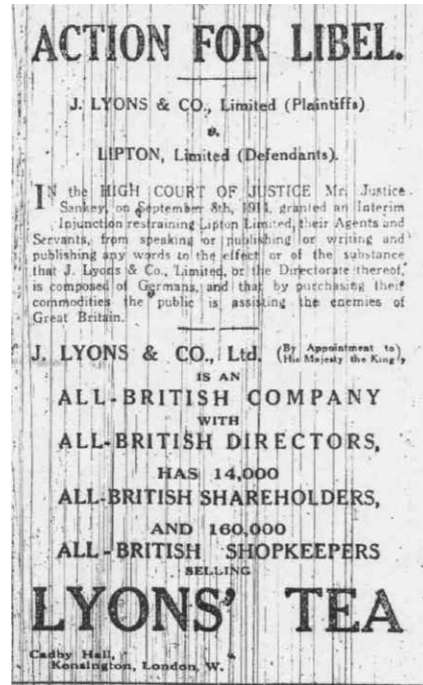 ACTION FOR LIBEL.
J. LYONS & CO., Limited (Plaintiffs)
v.
LIPTON, Limited (Defendants).
IN the HIGH COURT OF JUSTICE Mr. Justice
Sankey, on September 8th, 1914, granted an Interim
Injunction restraining Lipton Limited, their Agents and
Servants, from speaking or publishing or writing and
publishing any words to the effect or of the substance
that J. Lyons & Co., Limited, or the Directorate thereof,
is composed of Germans, and that by purchasing their
commodities the public is assisting the enemies of
Great Britain.
J. LYONS & CO., Ltd. (By Appointment to
His Majesty the King)
IS AN
ALL-BRITISH COMPANY
WITH
ALL-BRITISH DIRECTORS,
HAS 14,000
ALL-BRITISH SHAREHOLDERS,
AND 160,000
ALL-BRITISH SHOPKEEPERS
SELLING
LYONS' TEA
Cadby Hall,
Kensington, London, W.